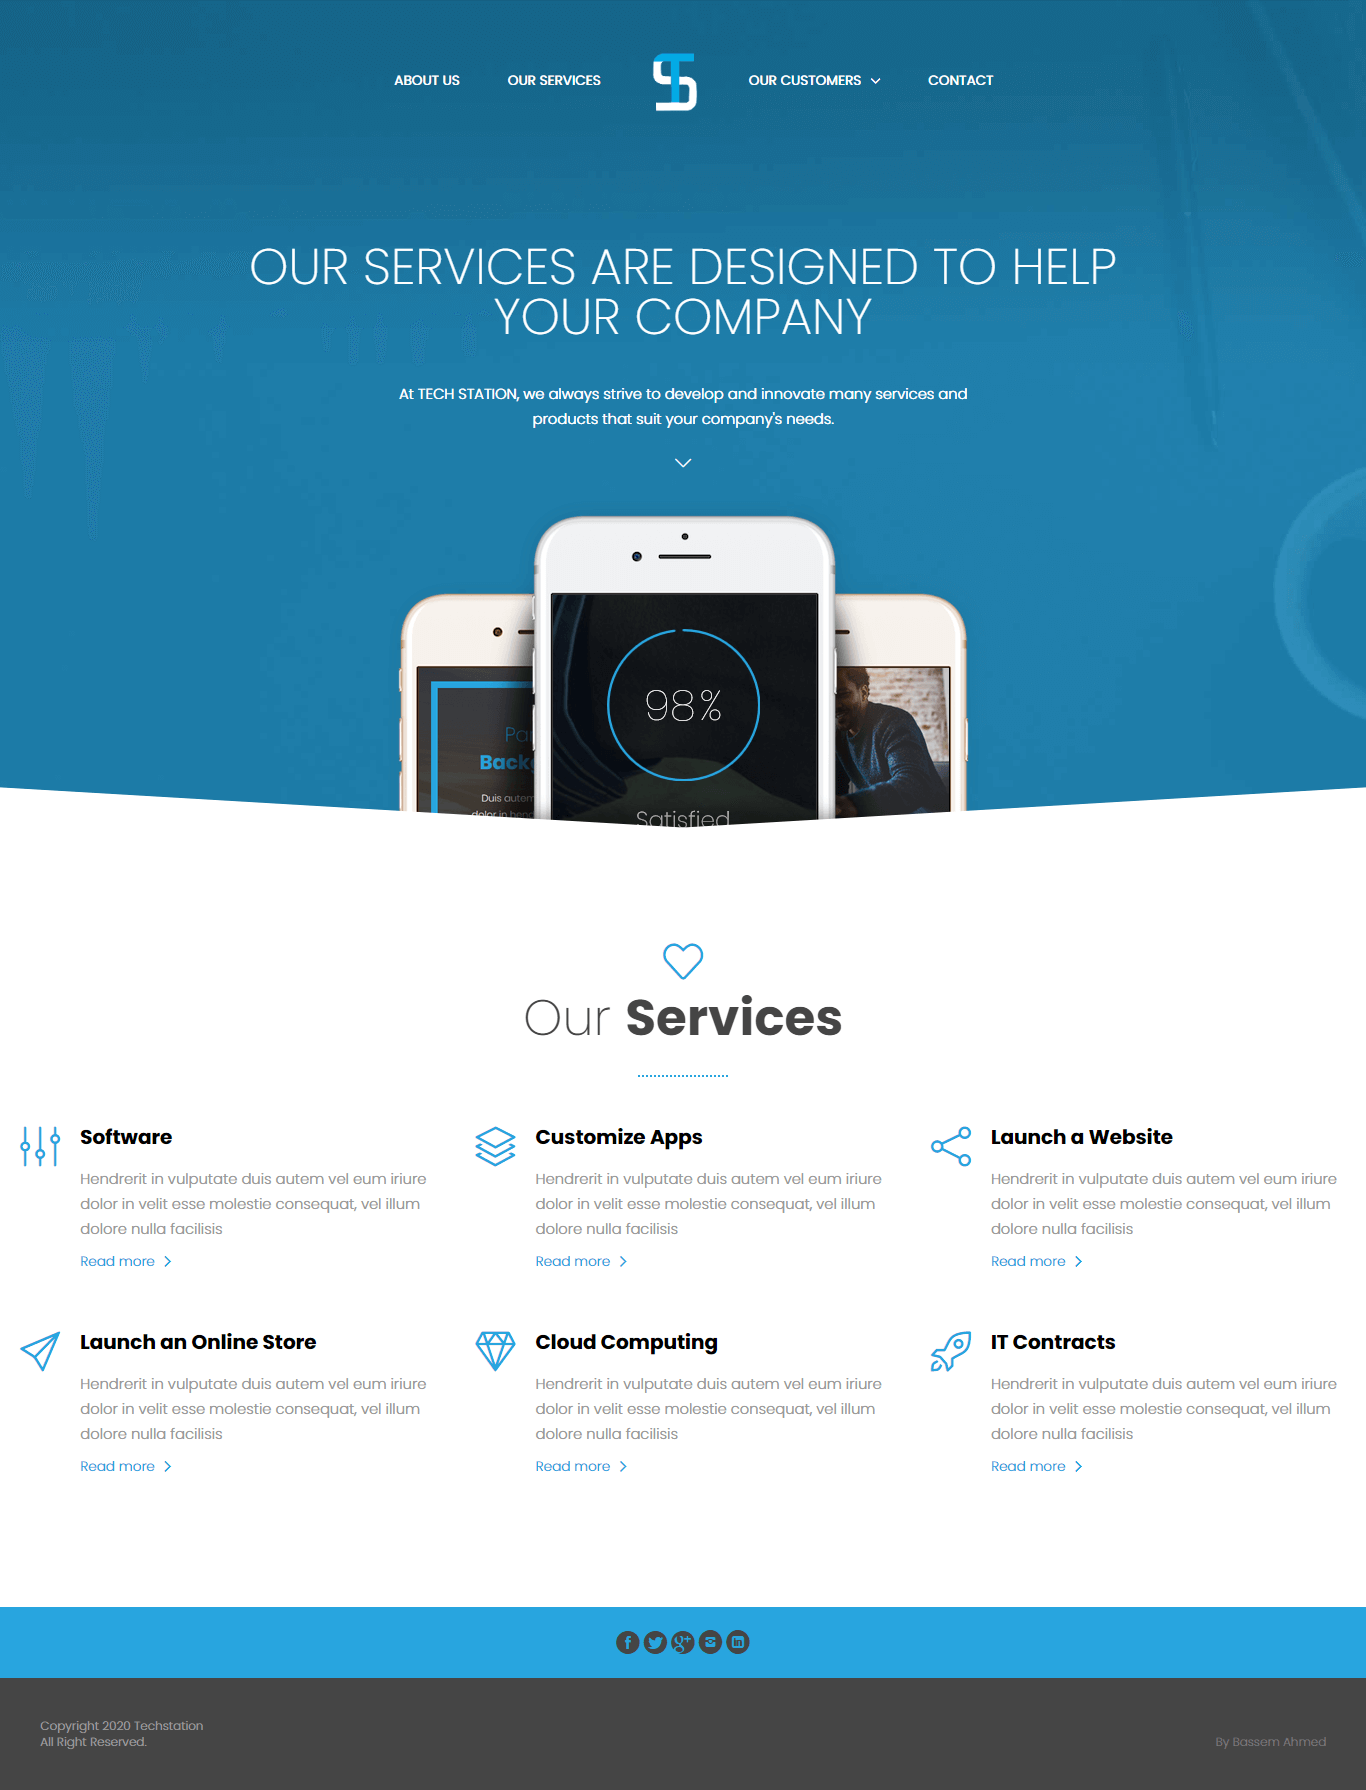 ABOUT US
OUR SERVICES
OUR CUSTOMERS
CONTACT
OUR SERVICES ARE DESIGNED TO HELP
YOUR COMPANY
At TECH STATION, we always strive to develop and innovate many services and
products that suit your company's needs.
98%
Satisfied
Duis autem
dolor in
Our Services
Software
Hendrerit in vulputate duis autem vel eum iriure
dolor in velit esse molestie consequat, vel illum
dolore nulla facilisis
Read more
Customize Apps
Hendrerit in vulputate duis autem vel eum iriure
dolor in velit esse molestie consequat, vel illum
dolore nulla facilisis
Read more
Launch a Website
Hendrerit in vulputate duis autem vel eum iriure
dolor in velit esse molestie consequat, vel illum
dolore nulla facilisis
Read more
Launch an Online Store
Hendrerit in vulputate duis autem vel eum iriure
dolor in velit esse molestie consequat, vel illum
dolore nulla facilisis
Read more
Cloud Computing
Hendrerit in vulputate duis autem vel eum iriure
dolor in velit esse molestie consequat, vel illum
dolore nulla facilisis
Read more
IT Contracts
Hendrerit in vulputate duis autem vel eum iriure
dolor in velit esse molestie consequat, vel illum
dolore nulla facilisis
Read more
Copyright 2020 Techstation
All Right Reserved.
By Bassem Ahmed